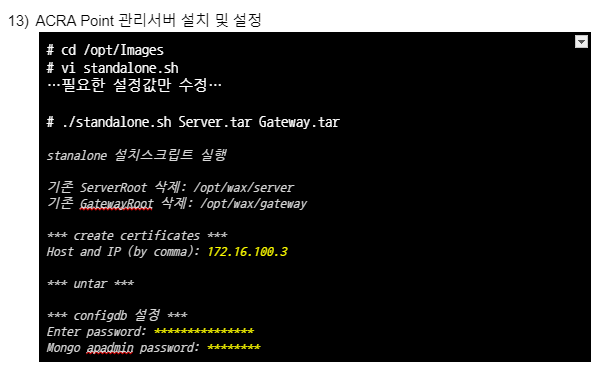 13) ACRA Point 관리서버 설치 및 설정
# cd /opt/Images
# vi standalone.sh
…필요한 설정값만 수정…
# ./standalone.sh Server.tar Gateway.tar
stanalone 설치스크립트 실행
기존 ServerRoot 삭제: /opt/wax/server
기존 GatewayRoot 삭제: /opt/wax/gateway
*** create certificates ***
Host and IP (by comma): 172.16.100.3
*** untar ***
*** configdb 설정 ***
Enter password: ***************
Mongo apadmin password: ********